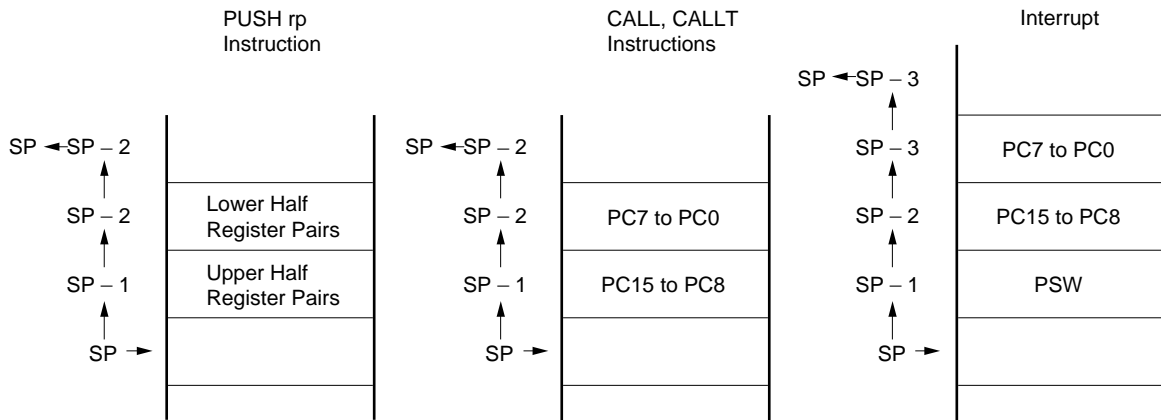 PUSH rp
Instruction
SP ← SP – 2
SP – 2
Lower Half
Register Pairs
SP – 1
Upper Half
Register Pairs
SP
CALL, CALLT
Instructions
SP ← SP – 2
SP – 2
PC7 to PC0
SP – 1
PC15 to PC8
SP
Interrupt
SP ← SP – 3
SP – 3
PC7 to PC0
SP – 2
PC15 to PC8
SP – 1
PSW
SP